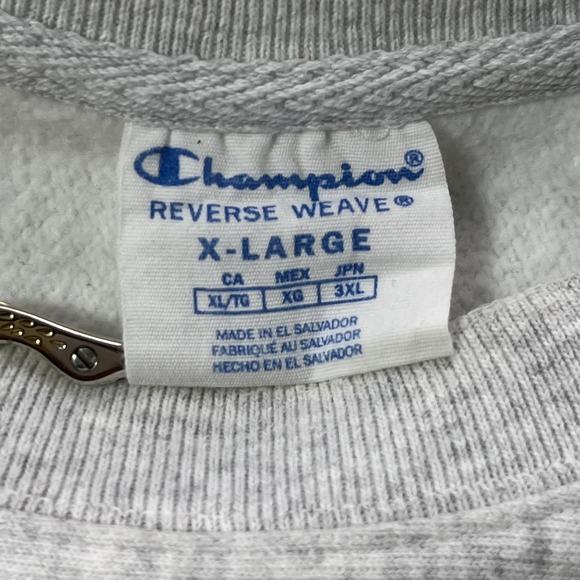 Champion®
REVERSE WEAVE®
X-LARGE
CA MEX JPN
XL/TG XG 3XL
MADE IN EL SALVADOR
FABRIQUÉ AU SALVADOR
HECHO EN EL SALVADOR